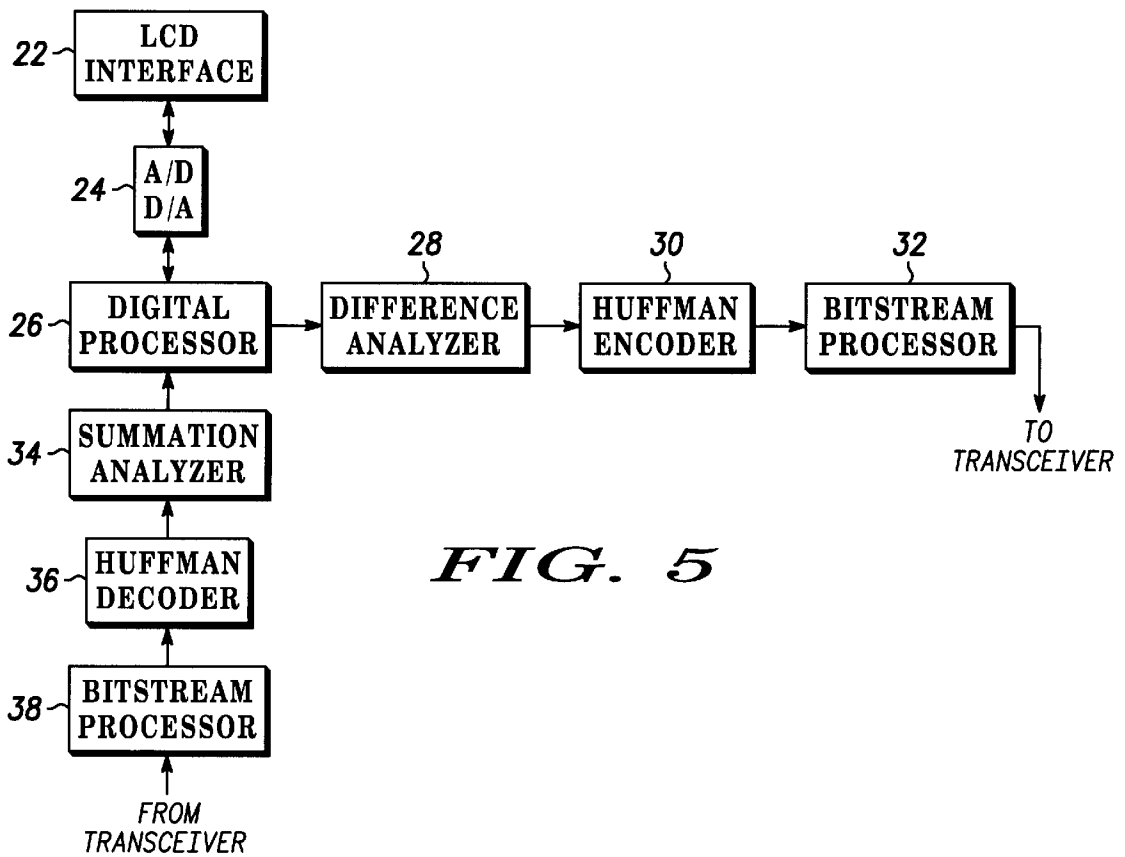 22
LCD
INTERFACE
24
A/D
D/A
28
30
32
26
DIGITAL
PROCESSOR
DIFFERENCE
ANALYZER
HUFFMAN
ENCODER
BITSTREAM
PROCESSOR
34
SUMMATION
ANALYZER
TO
TRANSCEIVER
36
HUFFMAN
DECODER
FIG. 5
38
BITSTREAM
PROCESSOR
FROM
TRANSCEIVER